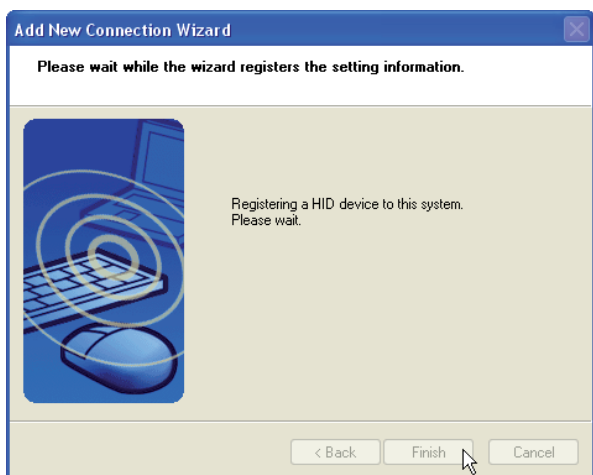 Add New Connection Wizard
Please wait while the wizard registers the setting information.
Registering a HID device to this system.
Please wait.
< Back Finish Cancel